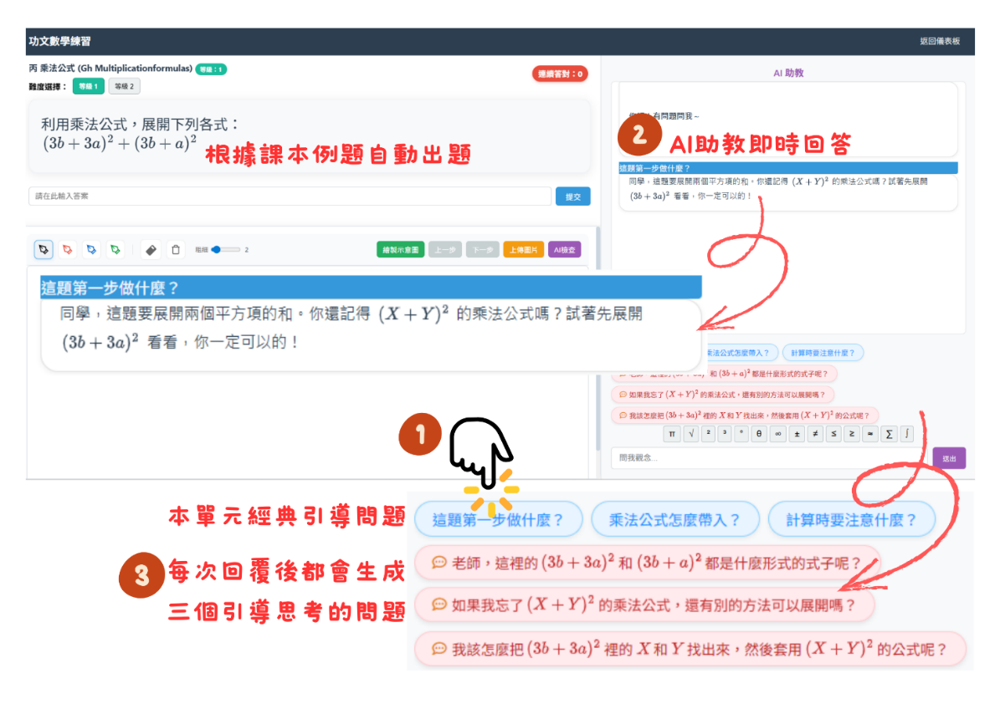 功文數學練習
返回儀表板
丙 乘法公式 (Gh Multiplicationformulas) 等級:1
連續答對:0
難度選擇: 等級 1 等級 2
利用乘法公式,展開下列各式:
(3b + 3a)² + (3b + a)²
根據課本例題自動出題
請在此輸入答案
提交
粗細 2
繪製示意圖 上一步 下一步 上傳圖片 AI檢查
AI 助教
有問題問我~
2
AI助教即時回答
這題第一步做什麼?
同學,這題要展開兩個平方項的和。你還記得 (X + Y)² 的乘法公式嗎?試著先展開
(3b + 3a)² 看看,你一定可以的!
這題第一步做什麼?
同學,這題要展開兩個平方項的和。你還記得 (X + Y)² 的乘法公式嗎?試著先展開
(3b + 3a)² 看看,你一定可以的!
乘法公式怎麼帶入? 計算時要注意什麼?
和 (3b + a)² 都是什麼形式的式子呢?
如果我忘了 (X + Y)² 的乘法公式,還有別的方法可以展開嗎?
我該怎麼把 (3b + 3a)² 裡的 X 和 Y 找出來,然後套用 (X + Y)² 的公式呢?
π √ ² ³ ° θ ∞ ± ≠ ≤ ≥ ≈ ∑ ∫
問我觀念...
送出
1
本單元經典引導問題
這題第一步做什麼? 乘法公式怎麼帶入? 計算時要注意什麼?
3
每次回覆後都會生成
三個引導思考的問題
老師,這裡的 (3b + 3a)² 和 (3b + a)² 都是什麼形式的式子呢?
如果我忘了 (X + Y)² 的乘法公式,還有別的方法可以展開嗎?
我該怎麼把 (3b + 3a)² 裡的 X 和 Y 找出來,然後套用 (X + Y)² 的公式呢?